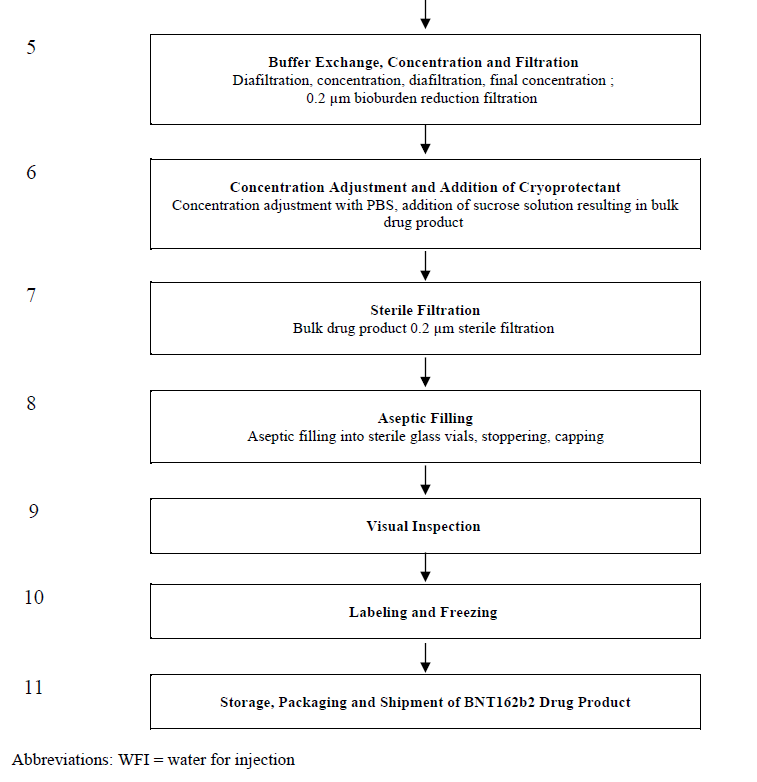 5
Buffer Exchange, Concentration and Filtration
Diafiltration, concentration, diafiltration, final concentration ;
0.2 µm bioburden reduction filtration
6
Concentration Adjustment and Addition of Cryoprotectant
Concentration adjustment with PBS, addition of sucrose solution resulting in bulk
drug product
7
Sterile Filtration
Bulk drug product 0.2 µm sterile filtration
8
Aseptic Filling
Aseptic filling into sterile glass vials, stoppering, capping
9
Visual Inspection
10
Labeling and Freezing
11
Storage, Packaging and Shipment of BNT162b2 Drug Product
Abbreviations: WFI = water for injection